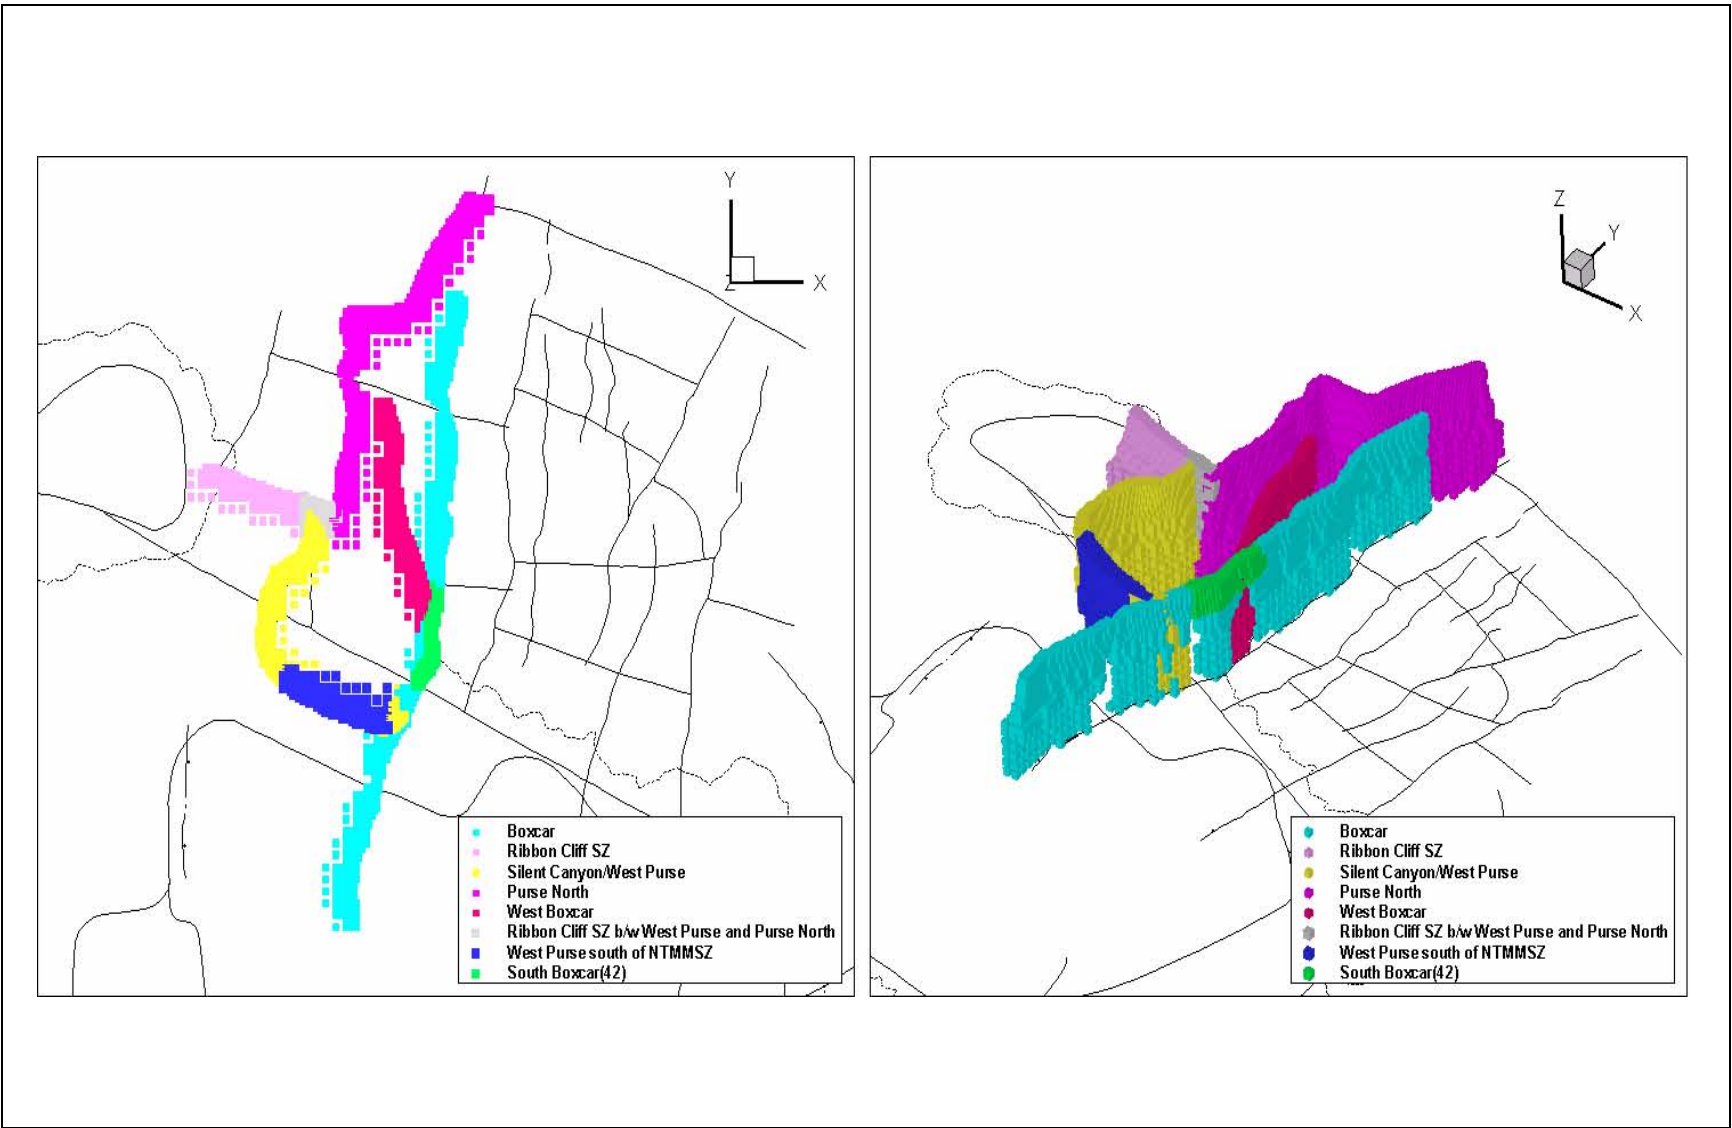 Y
X
Z
Boxcar
Ribbon Cliff SZ
Silent Canyon/West Purse
Purse North
West Boxcar
Ribbon Cliff SZ b/w West Purse and Purse North
West Purse south of NTMMSZ
South Boxcar(42)
Z
Y
X
Boxcar
Ribbon Cliff SZ
Silent Canyon/West Purse
Purse North
West Boxcar
Ribbon Cliff SZ b/w West Purse and Purse North
West Purse south of NTMMSZ
South Boxcar(42)